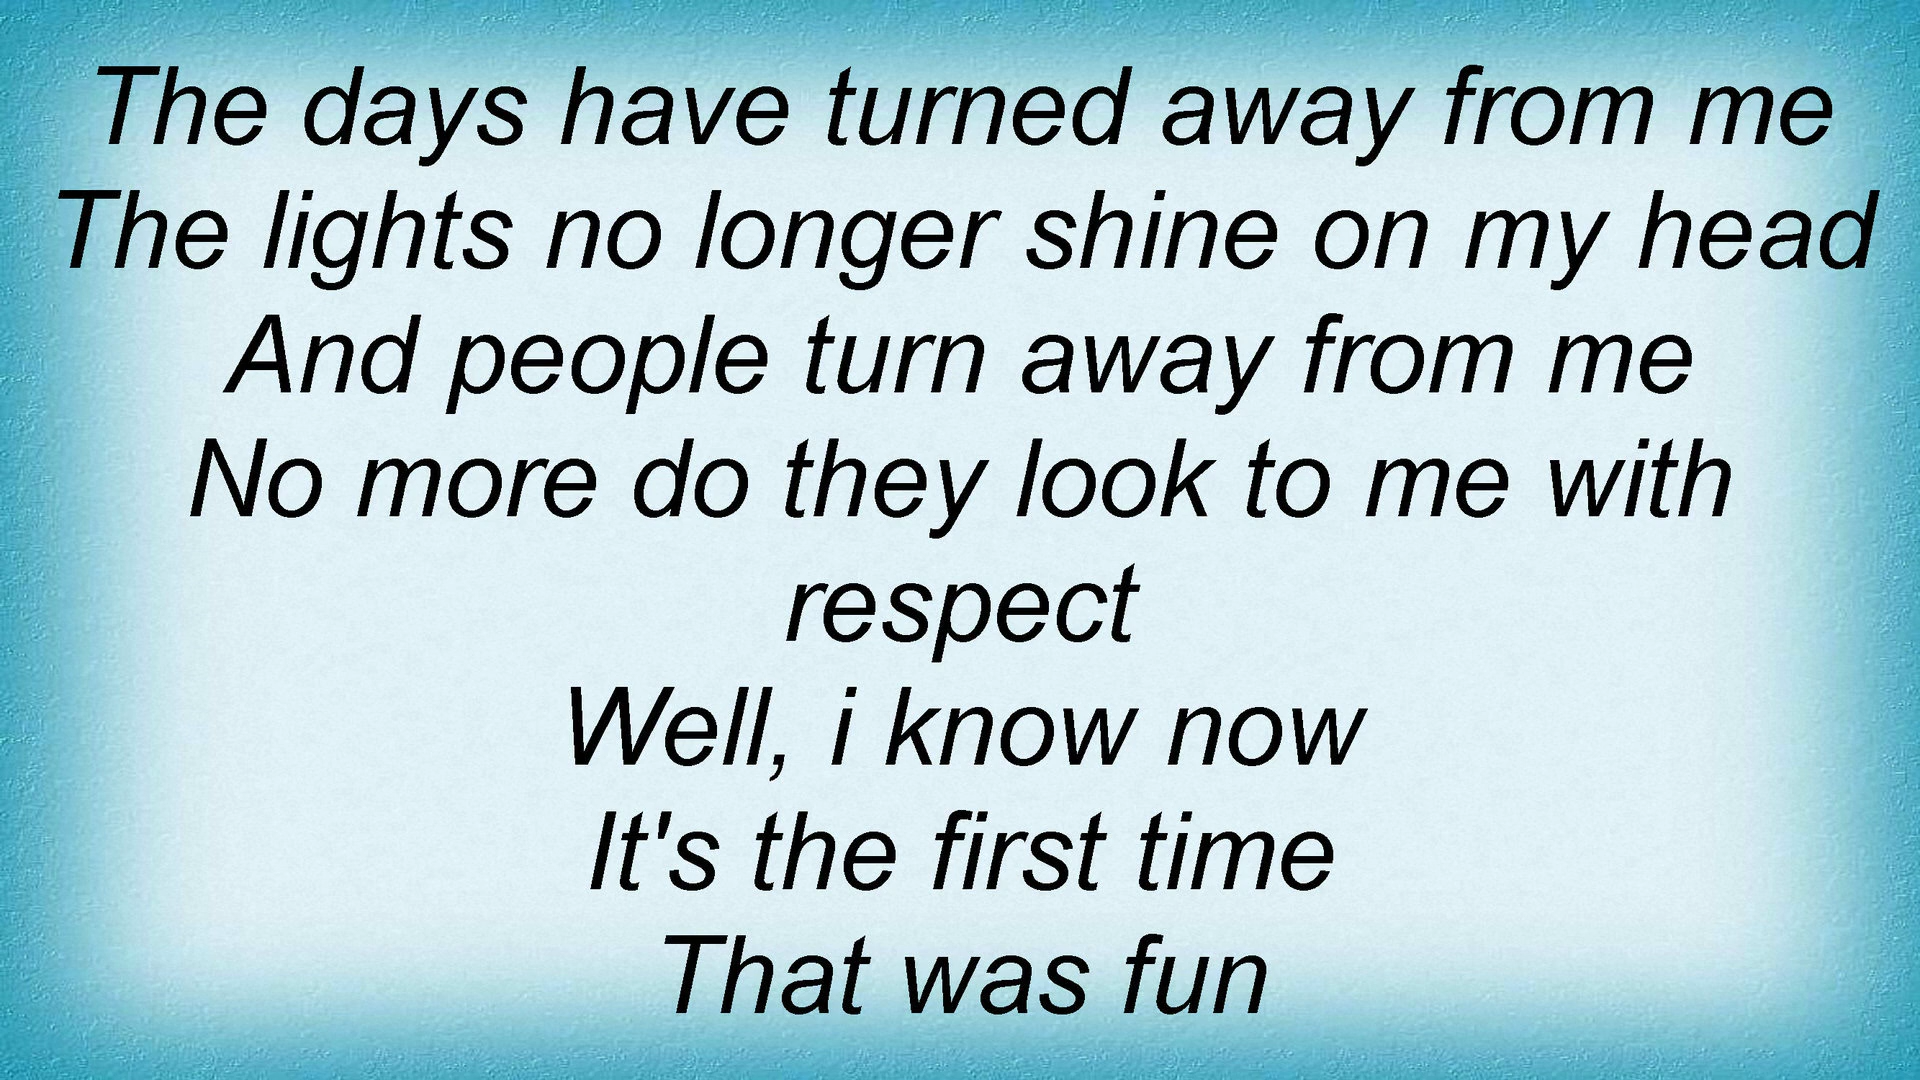 The days have turned away from me
The lights no longer shine on my head
And people turn away from me
No more do they look to me with
respect
Well, i know now
It's the first time
That was fun